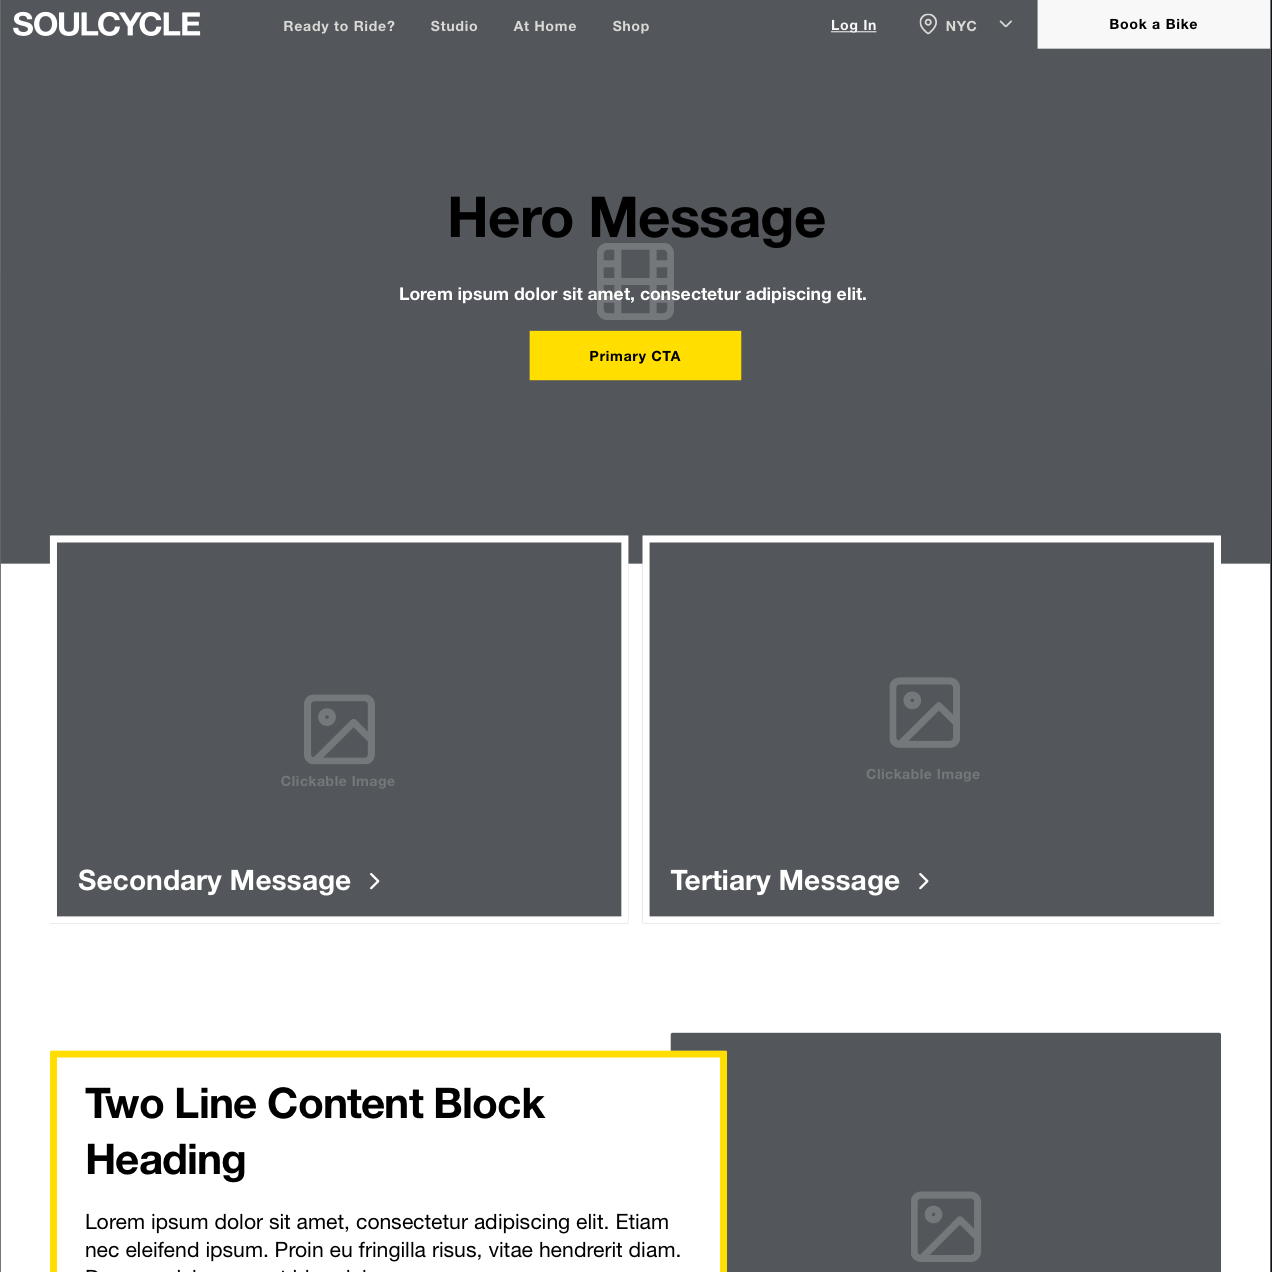 SOULCYCLE Ready to Ride? Studio At Home Shop Log In NYC Book a Bike
Hero Message
Lorem ipsum dolor sit amet, consectetur adipiscing elit.
Primary CTA
Clickable Image
Clickable Image
Secondary Message
Tertiary Message
Two Line Content Block
Heading
Lorem ipsum dolor sit amet, consectetur adipiscing elit. Etiam
nec eleifend ipsum. Proin eu fringilla risus, vitae hendrerit diam.